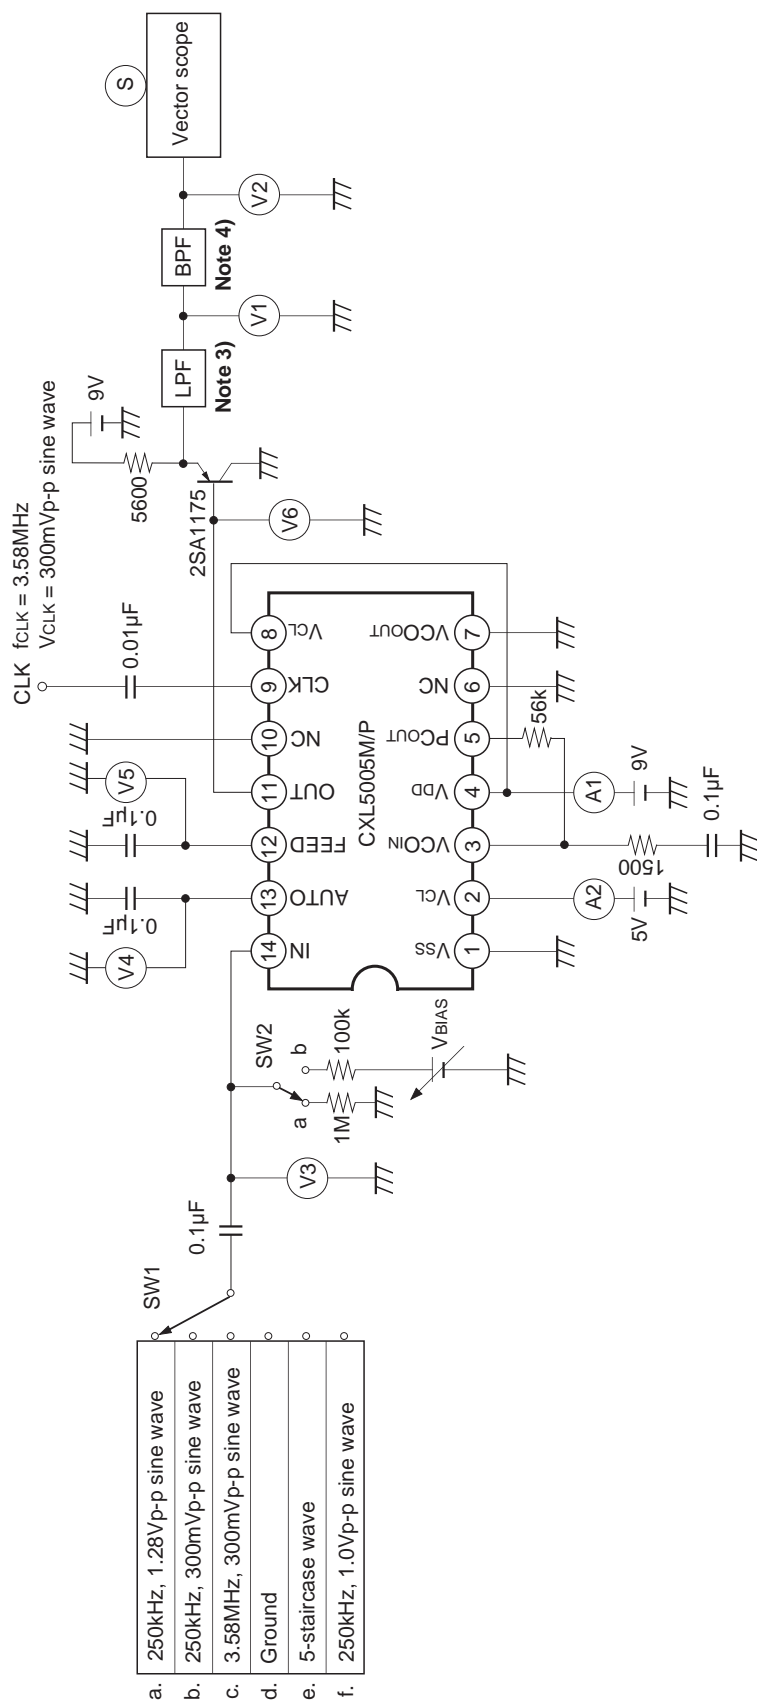 a. 250kHz, 1.28Vp-p sine wave
b. 250kHz, 300mVp-p sine wave
c. 3.58MHz, 300mVp-p sine wave
d. Ground
e. 5-staircase wave
f. 250kHz, 1.0Vp-p sine wave
SW1
0.1µF
V3
SW2
a
b
1M
100k
VBIAS
V4
0.1µF
0.1µF
V5
CLK fCLK = 3.58MHz
VCLK = 300mVp-p sine wave
0.01µF
14
13
12
11
10
9
8
IN
AUTO
FEED
OUT
NC
CLK
VCL
CXL5005M/P
VSS
VCL
VCOIN
VDD
PCOUT
NC
VCOOUT
1
2
3
4
5
6
7
A2
5V
1500
0.1µF
A1
9V
56k
V6
2SA1175
5600
9V
LPF
Note 3)
V1
BPF
Note 4)
V2
Vector scope
S